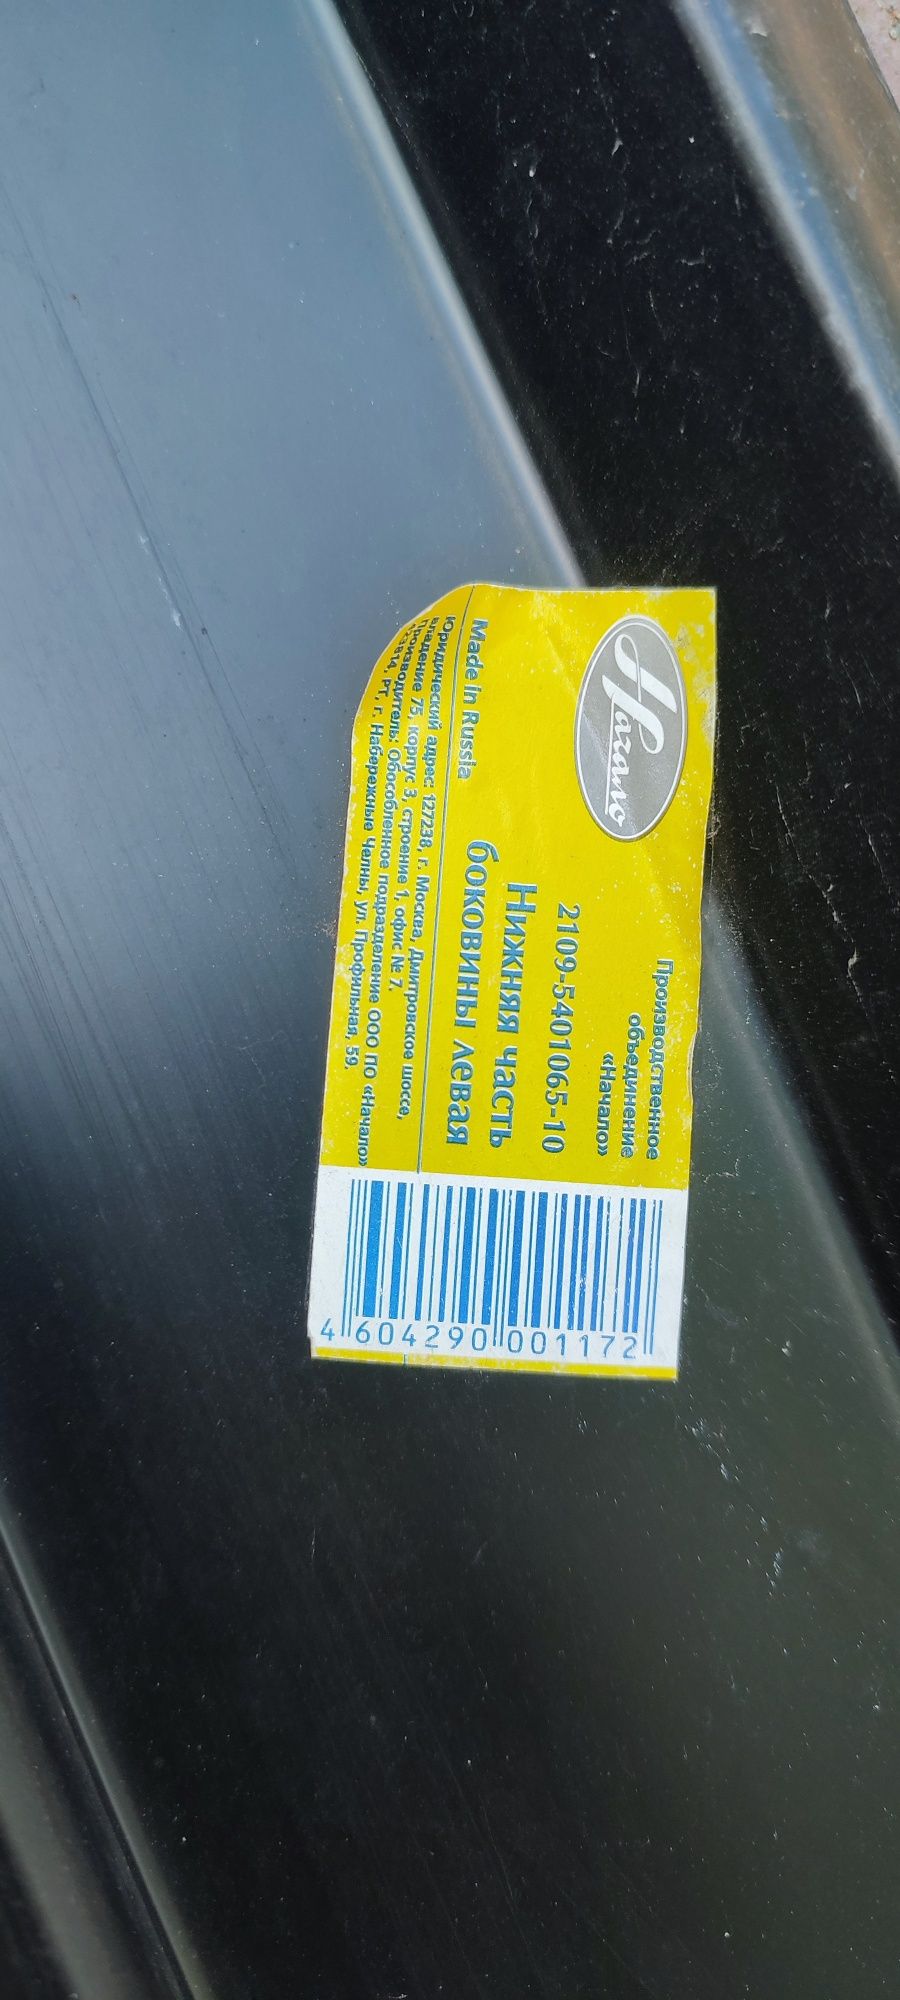 Начало
Производственное
объединение
«Начало»
2109-5401065-10
Нижняя часть
боковины левая
Made in Russia
Юридический адрес: 127238, г. Москва, Дмитровское шоссе,
владение 75, корпус 3, строение 1, офис № 7.
Производитель: Обособленное подразделение ООО ПО «Начало»
РТ, г. Набережные Челны, ул. Профильная, 59.
4 604290 001172